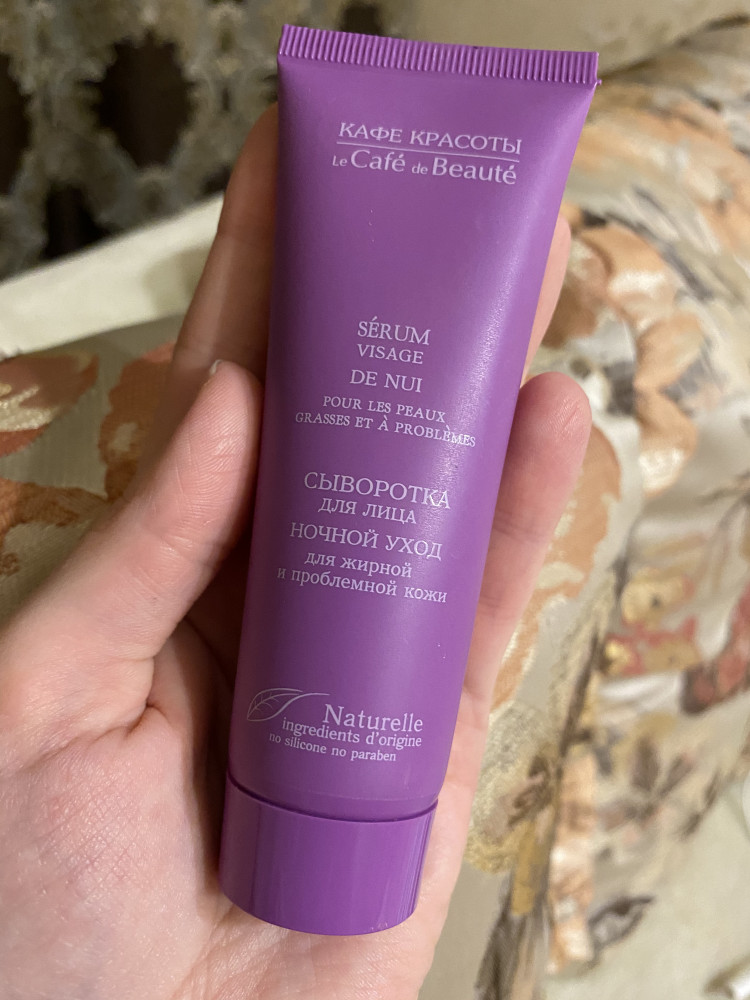 КАФЕ КРАСОТЫ
Le Café de Beauté
SÉRUM
VISAGE
DE NUI
POUR LES PEAUX
GRASSES ET À PROBLÈMES
СЫВОРОТКА
ДЛЯ ЛИЦА
НОЧНОЙ УХОД
для жирной
и проблемной кожи
Naturelle
ingredients d'origine
no silicone no paraben